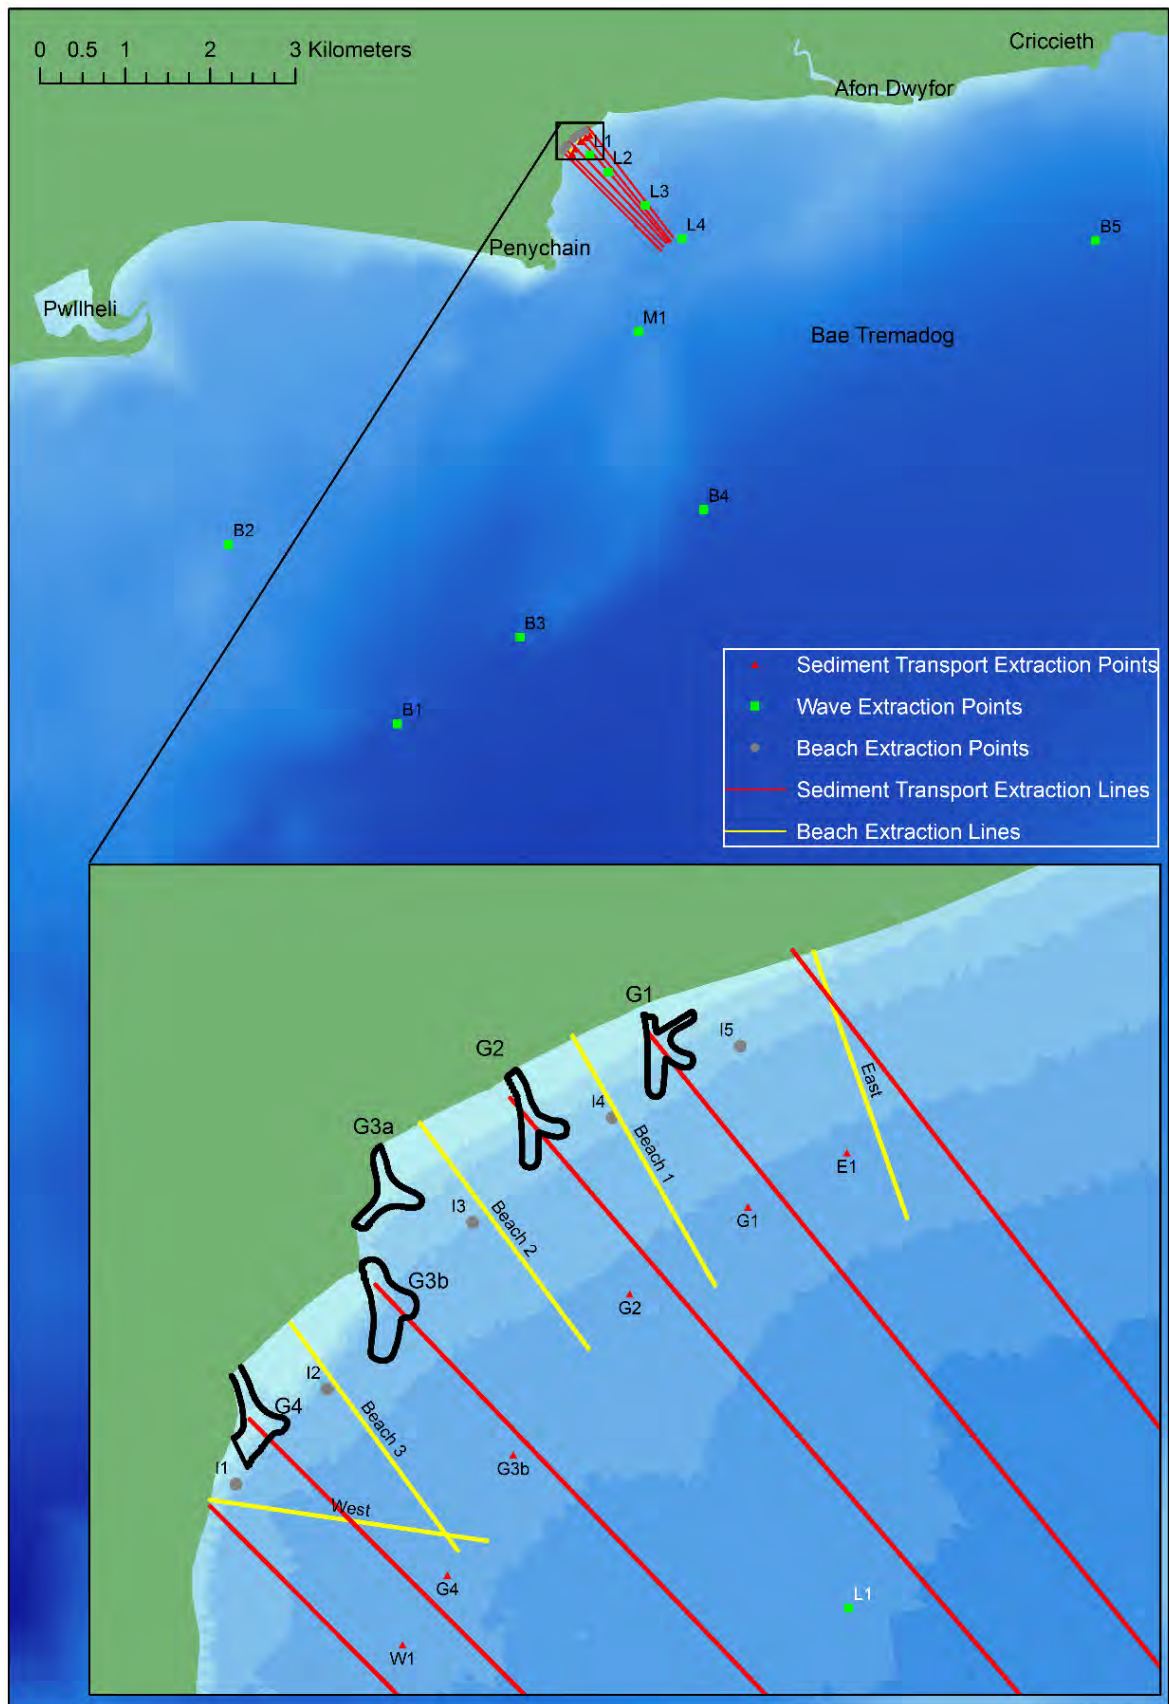 0 0.5 1 2 3 Kilometers
Criccieth
Afon Dwyfor
L1
L2
L3
L4
B5
Penychain
Pwllheli
M1
Bae Tremadog
B4
B2
B3
B1
Sediment Transport Extraction Points
Wave Extraction Points
Beach Extraction Points
Sediment Transport Extraction Lines
Beach Extraction Lines
G1
I5
G2
East
I4
G3a
Beach 1
E1
I3
Beach 2
G1
G3b
G2
I2
G4
Beach 3
G3b
I1
West
G4
L1
W1